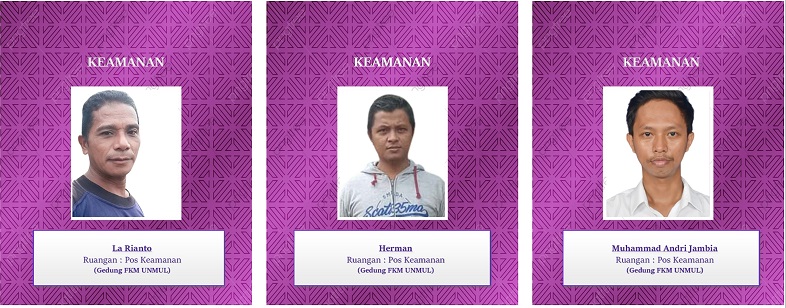 KEAMANAN
La Rianto
Ruangan : Pos Keamanan
(Gedung FKM UNMUL)
KEAMANAN
Herman
Ruangan : Pos Keamanan
(Gedung FKM UNMUL)
KEAMANAN
Muhammad Andri Jambia
Ruangan : Pos Keamanan
(Gedung FKM UNMUL)